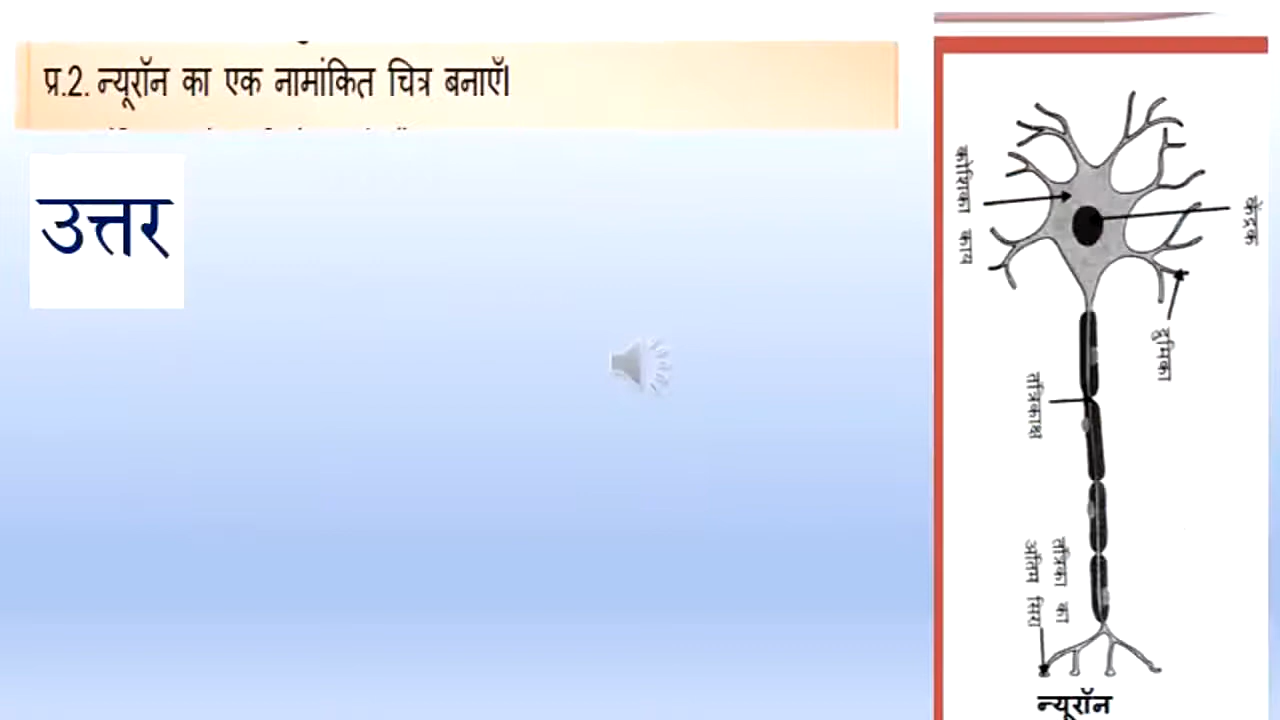 प्र.2. न्यूरॉन का एक नामांकित चित्र बनाएँ।
उत्तर
कोशिका काय
केंद्रक
द्रुमिका
तंत्रिकाक्ष
तंत्रिका का
अंतिम सिरा
न्यूरॉन